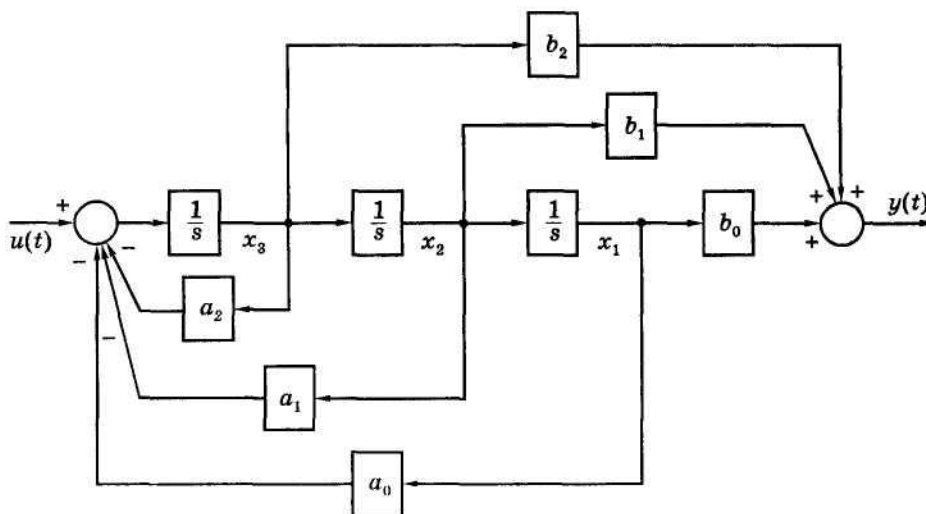 b₂
b₁
+ + +
u(t) 1/s x₃ 1/s x₂ 1/s x₁ b₀ + y(t)
− − a₂
− a₁
a₀